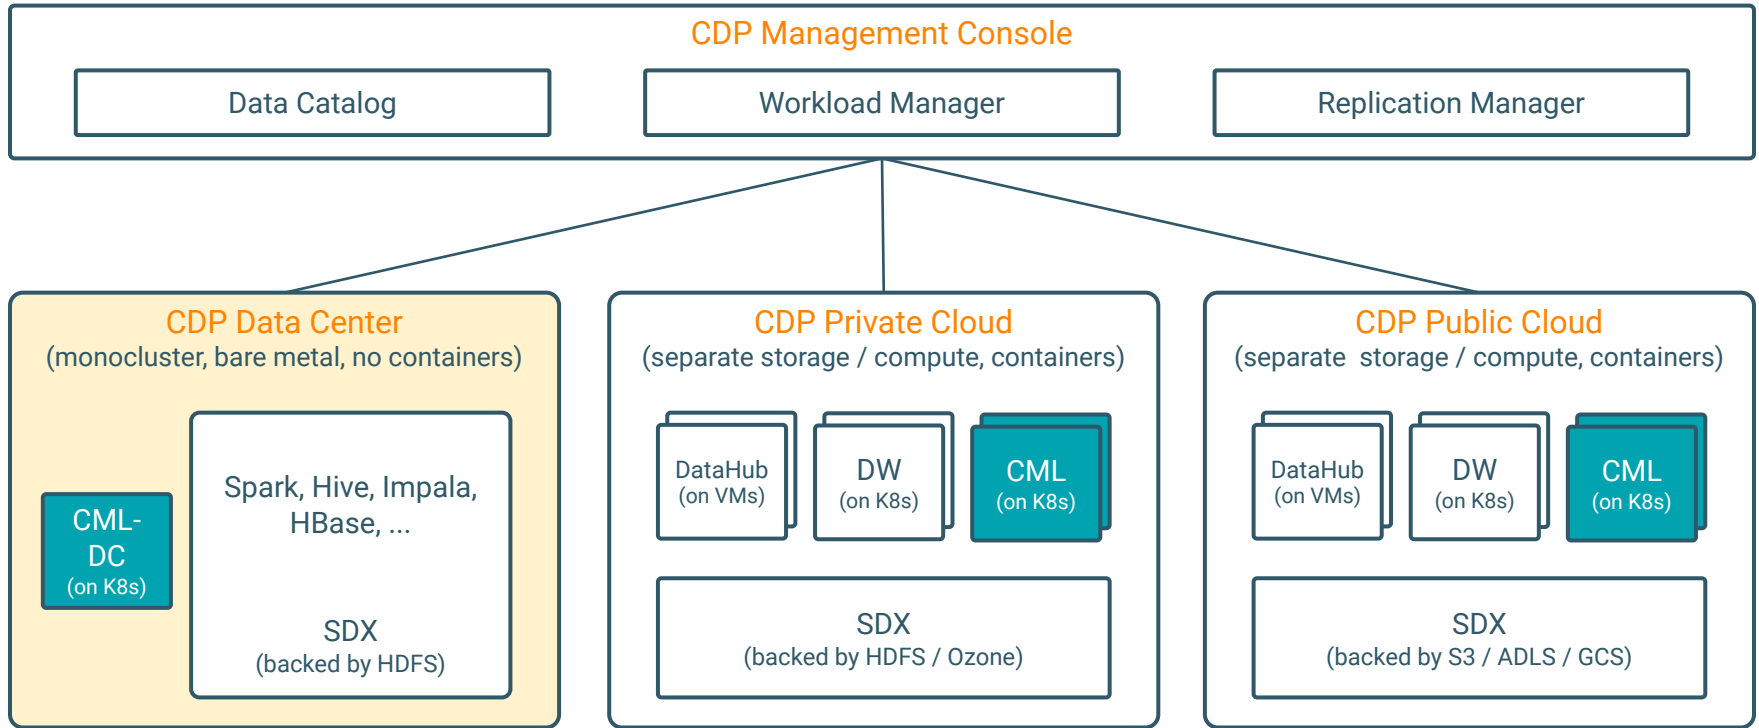 CDP Management Console
Data Catalog
Workload Manager
Replication Manager
CDP Data Center
(monocluster, bare metal, no containers)
CML-
DC
(on K8s)
Spark, Hive, Impala,
HBase, ...
SDX
(backed by HDFS)
CDP Private Cloud
(separate storage / compute, containers)
DataHub
(on VMs)
DW
(on K8s)
CML
(on K8s)
SDX
(backed by HDFS / Ozone)
CDP Public Cloud
(separate  storage / compute, containers)
DataHub
(on VMs)
DW
(on K8s)
CML
(on K8s)
SDX
(backed by S3 / ADLS / GCS)